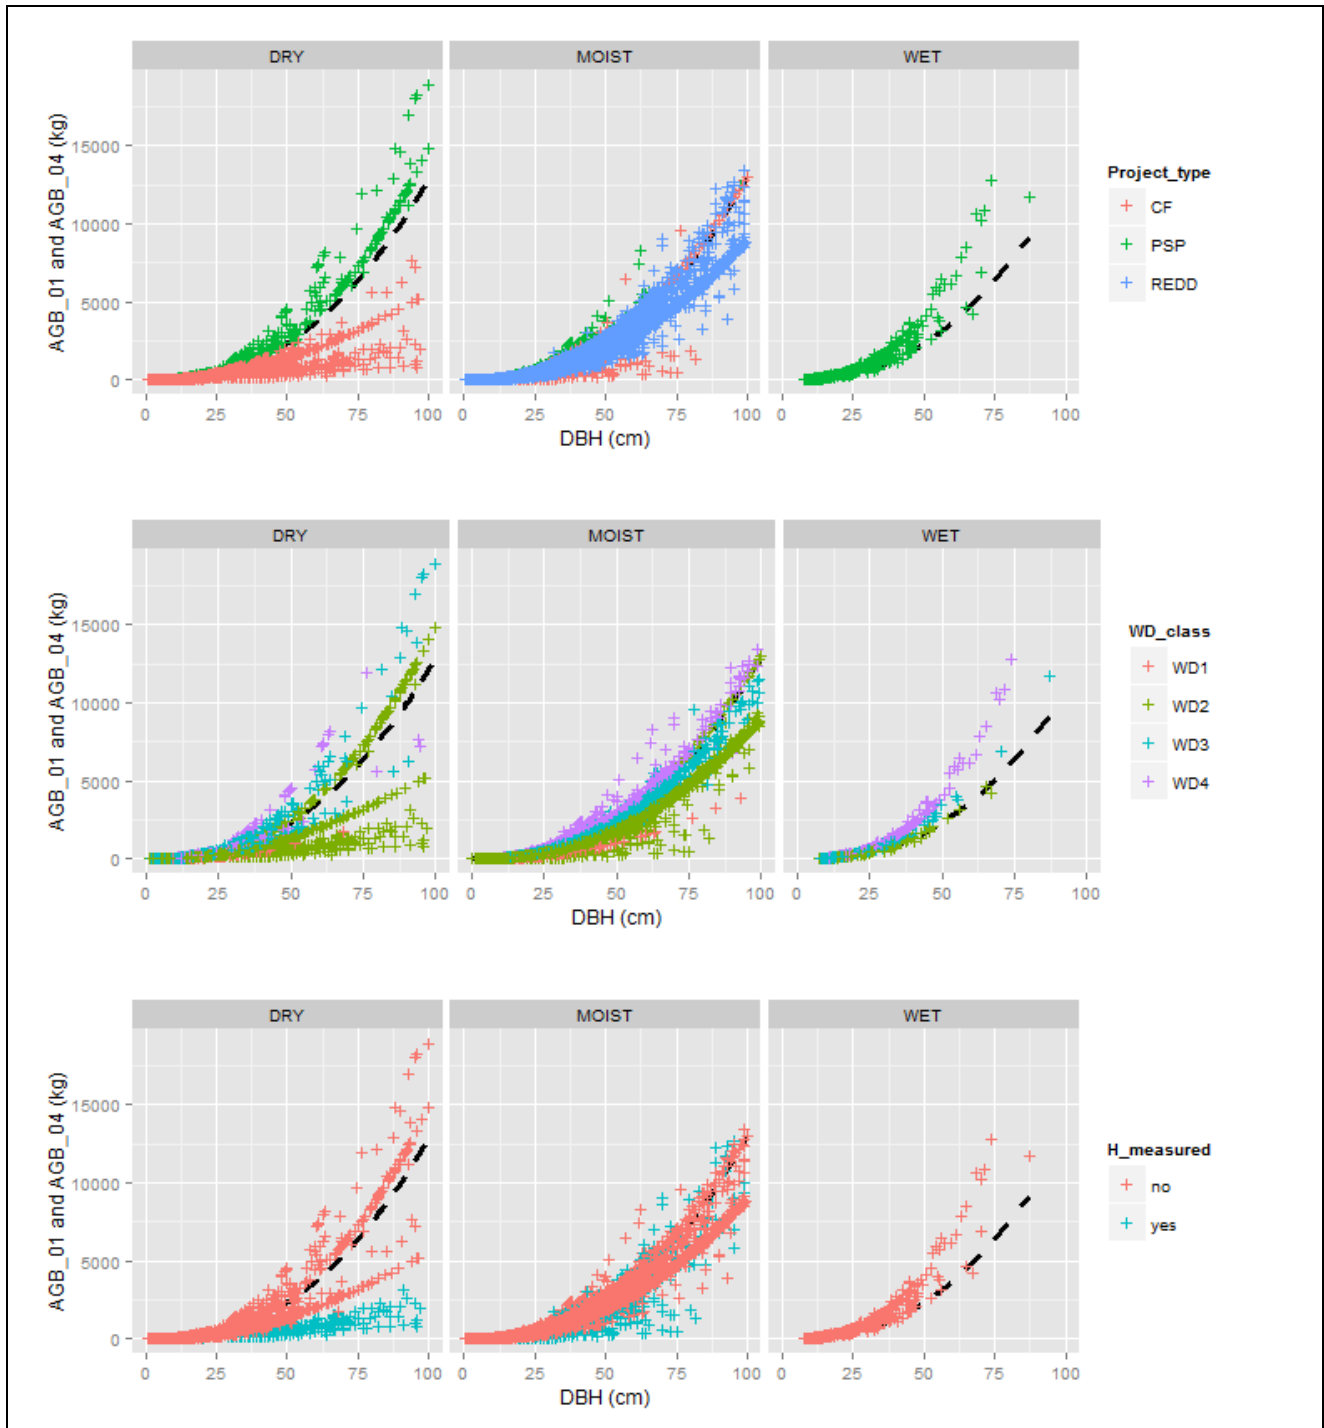 DRY MOIST WET
AGB_01 and AGB_04 (kg)
15000
10000
5000
0
0 25 50 75 100 0 25 50 75 100 0 25 50 75 100
DBH (cm)
Project_type
CF
PSP
REDD
DRY MOIST WET
AGB_01 and AGB_04 (kg)
15000
10000
5000
0
0 25 50 75 100 0 25 50 75 100 0 25 50 75 100
DBH (cm)
WD_class
WD1
WD2
WD3
WD4
DRY MOIST WET
AGB_01 and AGB_04 (kg)
15000
10000
5000
0
0 25 50 75 100 0 25 50 75 100 0 25 50 75 100
DBH (cm)
H_measured
no
yes